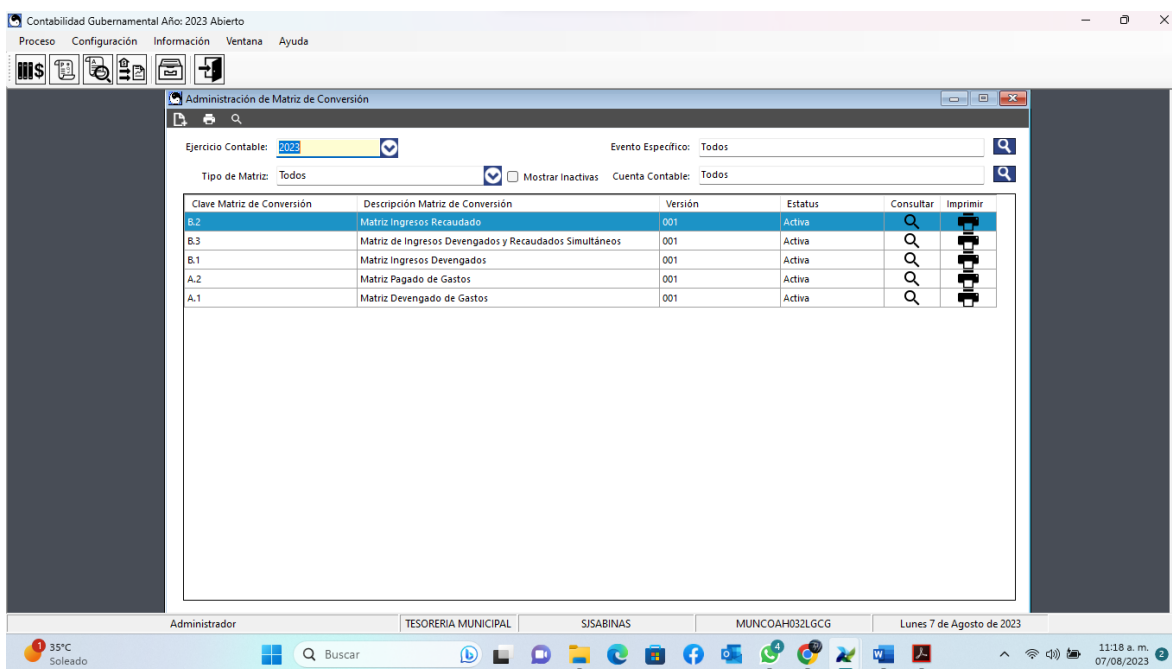 Contabilidad Gubernamental Año: 2023 Abierto
Proceso Configuración Información Ventana Ayuda
Administración de Matriz de Conversión
Ejercicio Contable: 2023 Evento Específico: Todos
Tipo de Matriz: Todos Mostrar Inactivas Cuenta Contable: Todos
Clave Matriz de Conversión Descripción Matriz de Conversión Versión Estatus Consultar Imprimir
B.2 Matriz Ingresos Recaudado 001 Activa
B.3 Matriz de Ingresos Devengados y Recaudados Simultáneos 001 Activa
B.1 Matriz Ingresos Devengados 001 Activa
A.2 Matriz Pagado de Gastos 001 Activa
A.1 Matriz Devengado de Gastos 001 Activa
Administrador TESORERIA MUNICIPAL SJSABINAS MUNCOAH032LGCG Lunes 7 de Agosto de 2023
1 35°C Buscar 4 11:18 a. m. 2
Soleado 07/08/2023